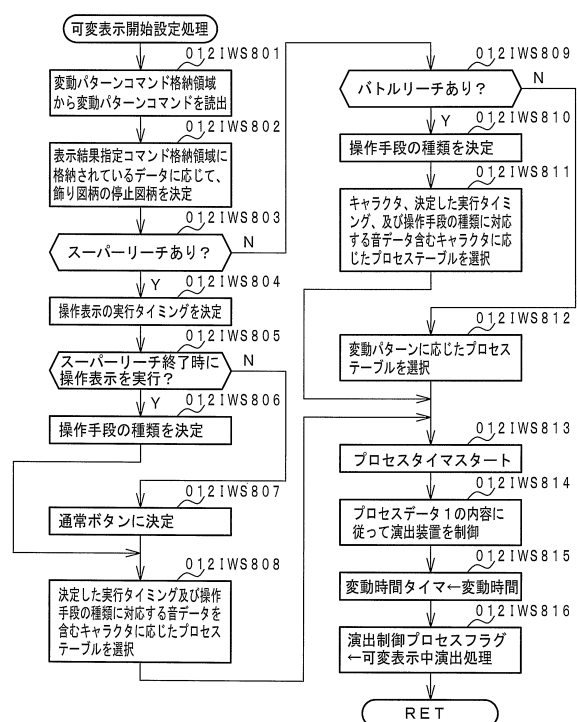 可変表示開始設定処理
012IWS801
変動パターンコマンド格納領域
から変動パターンコマンドを読出
012IWS802
表示結果指定コマンド格納領域に
格納されているデータに応じて、
飾り図柄の停止図柄を決定
012IWS803
スーパーリーチあり?
N
Y
012IWS804
操作表示の実行タイミングを決定
012IWS805
スーパーリーチ終了時に
操作表示を実行?
N
Y
012IWS806
操作手段の種類を決定
012IWS807
通常ボタンに決定
012IWS808
決定した実行タイミング及び操作
手段の種類に対応する音データを
含むキャラクタに応じたプロセス
テーブルを選択
012IWS809
バトルリーチあり?
N
Y
012IWS810
操作手段の種類を決定
012IWS811
キャラクタ、決定した実行タイミ
ング、及び操作手段の種類に対応
する音データ含むキャラクタに応
じたプロセステーブルを選択
012IWS812
変動パターンに応じたプロセス
テーブルを選択
012IWS813
プロセスタイマスタート
012IWS814
プロセスデータ1の内容に
従って演出装置を制御
012IWS815
変動時間タイマ←変動時間
012IWS816
演出制御プロセスフラグ
←可変表示中演出処理
RET